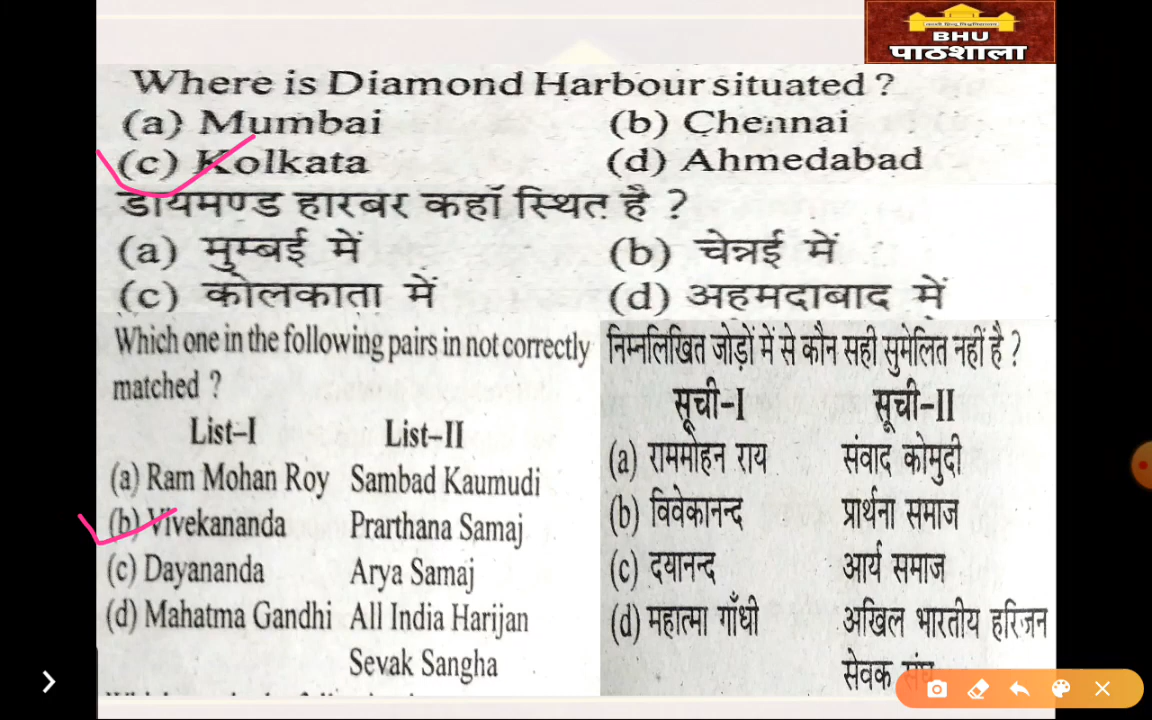 BHU
पाठशाला
Where is Diamond Harbour situated ?
(a) Mumbai (b) Chennai
(c) Kolkata (d) Ahmedabad
डायमण्ड हारबर कहाँ स्थित है ?
(a) मुम्बई में (b) चेन्नई में
(c) कोलकाता में (d) अहमदाबाद में
Which one in the following pairs in not correctly
matched ?
List-I List-II
(a) Ram Mohan Roy Sambad Kaumudi
(b) Vivekananda Prarthana Samaj
(c) Dayananda Arya Samaj
(d) Mahatma Gandhi All India Harijan
Sevak Sangha
निम्नलिखित जोड़ों में से कौन सही सुमेलित नहीं है ?
सूची-I सूची-II
(a) राममोहन राय संवाद कोमुदी
(b) विवेकानन्द प्रार्थना समाज
(c) दयानन्द आर्य समाज
(d) महात्मा गाँधी अखिल भारतीय हरिजन
सेवक संघ